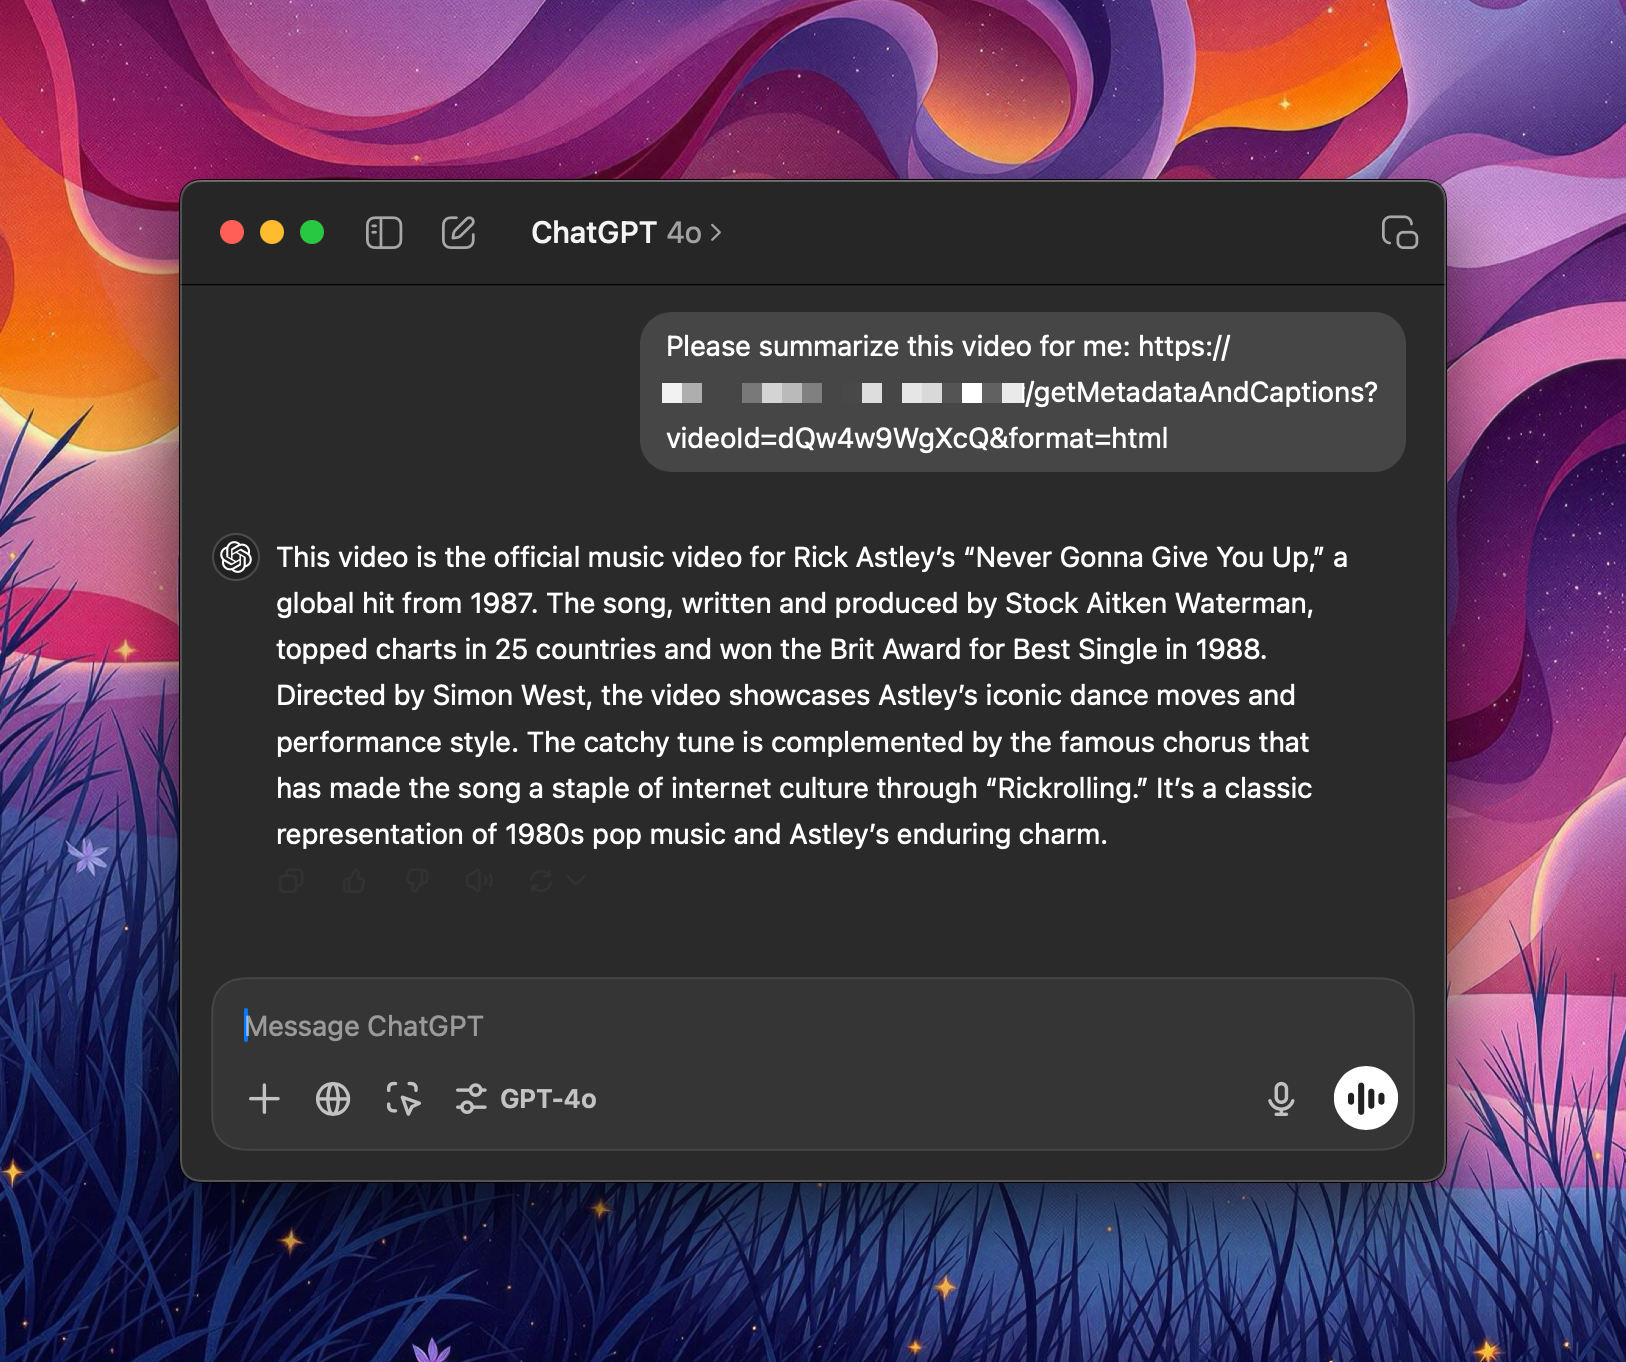 ChatGPT 4o
Please summarize this video for me: https://
/getMetadataAndCaptions?
videoId=dQw4w9WgXcQ&format=html
This video is the official music video for Rick Astley’s “Never Gonna Give You Up,” a
global hit from 1987. The song, written and produced by Stock Aitken Waterman,
topped charts in 25 countries and won the Brit Award for Best Single in 1988.
Directed by Simon West, the video showcases Astley’s iconic dance moves and
performance style. The catchy tune is complemented by the famous chorus that
has made the song a staple of internet culture through “Rickrolling.” It’s a classic
representation of 1980s pop music and Astley’s enduring charm.
Message ChatGPT
GPT-4o